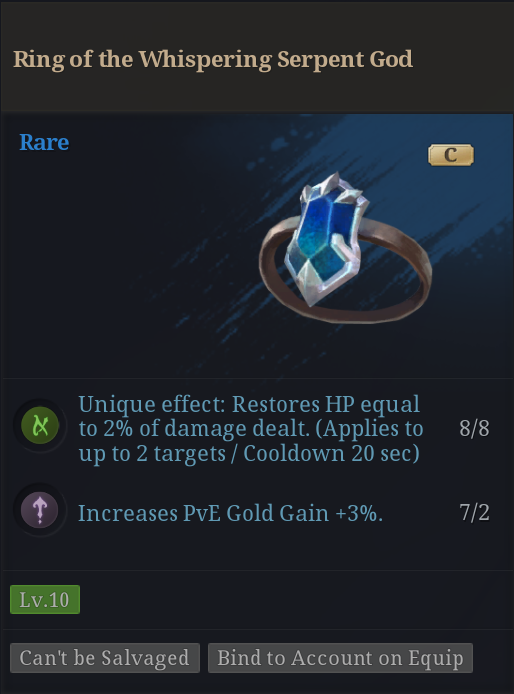 Ring of the Whispering Serpent God
Rare
C
Unique effect: Restores HP equal
to 2% of damage dealt. (Applies to
up to 2 targets / Cooldown 20 sec)
8/8
Increases PvE Gold Gain +3%.
7/2
Lv.10
Can't be Salvaged
Bind to Account on Equip